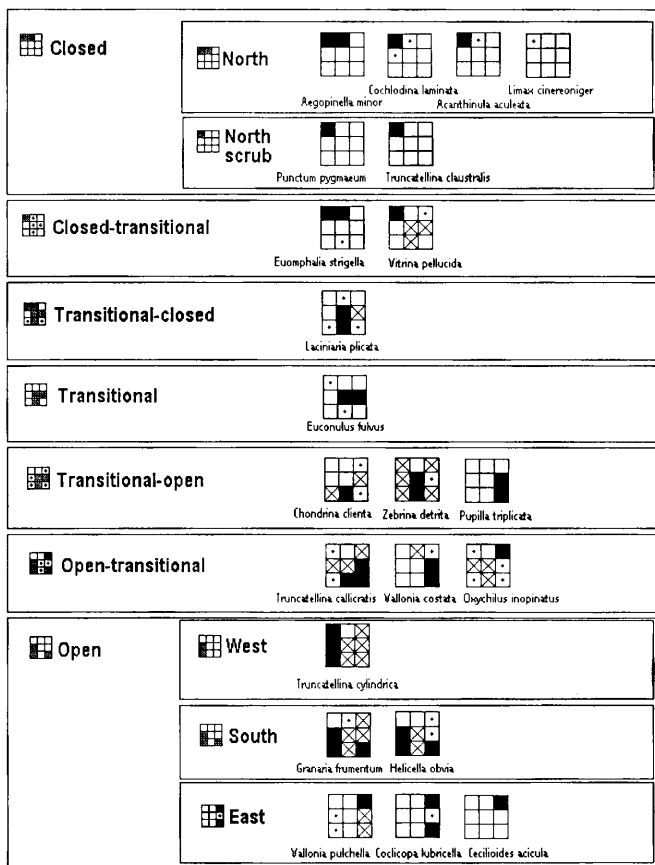 Closed
North
Aegopinella minor
Cochlodina laminata
Acanthinula aculeata
Limax cinereoniger
North
scrub
Punctum pygmaeum
Truncatellina claustralis
Closed-transitional
Euomphalia strigella
Vitrina pellucida
Transitional-closed
Laciniaria plicata
Transitional
Euconulus fulvus
Transitional-open
Chondrina clienta
Zebrina detrita
Pupilla triplicata
Open-transitional
Truncatellina callicratis
Vallonia costata
Oxychilus inopinatus
Open
West
Truncatellina cylindrica
South
Granaria frumentum
Helicella obvia
East
Vallonia pulchella
Coclicopa lubricella
Cecilioides acicula